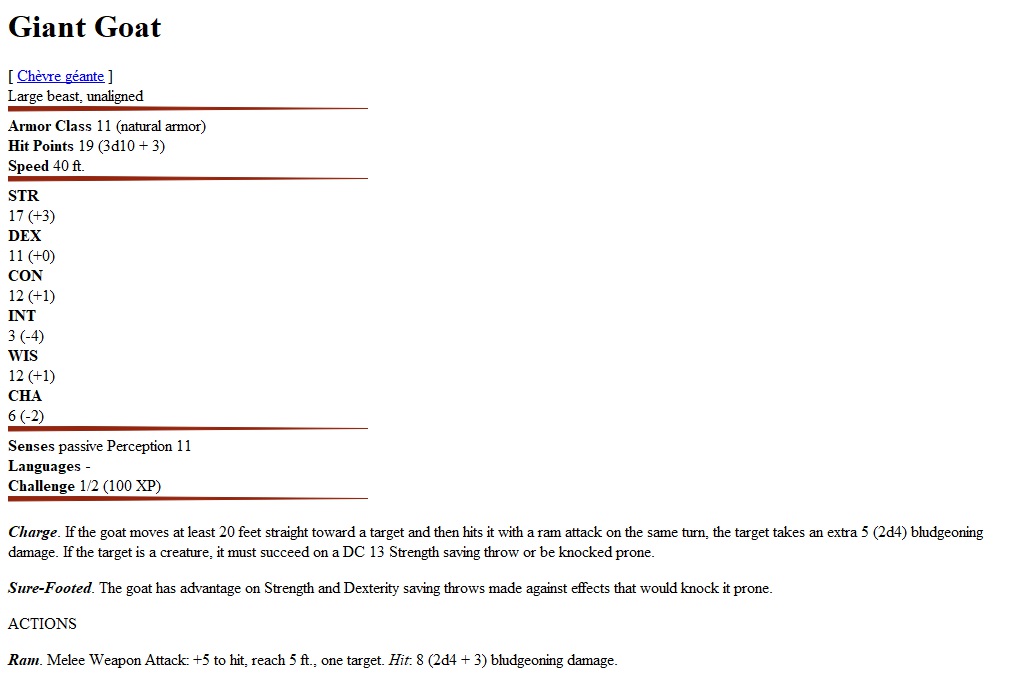 Giant Goat
[ Chèvre géante ]
Large beast, unaligned
Armor Class 11 (natural armor)
Hit Points 19 (3d10 + 3)
Speed 40 ft.
STR
17 (+3)
DEX
11 (+0)
CON
12 (+1)
INT
3 (-4)
WIS
12 (+1)
CHA
6 (-2)
Senses passive Perception 11
Languages -
Challenge 1/2 (100 XP)
Charge. If the goat moves at least 20 feet straight toward a target and then hits it with a ram attack on the same turn, the target takes an extra 5 (2d4) bludgeoning
damage. If the target is a creature, it must succeed on a DC 13 Strength saving throw or be knocked prone.
Sure-Footed. The goat has advantage on Strength and Dexterity saving throws made against effects that would knock it prone.
ACTIONS
Ram. Melee Weapon Attack: +5 to hit, reach 5 ft., one target. Hit: 8 (2d4 + 3) bludgeoning damage.